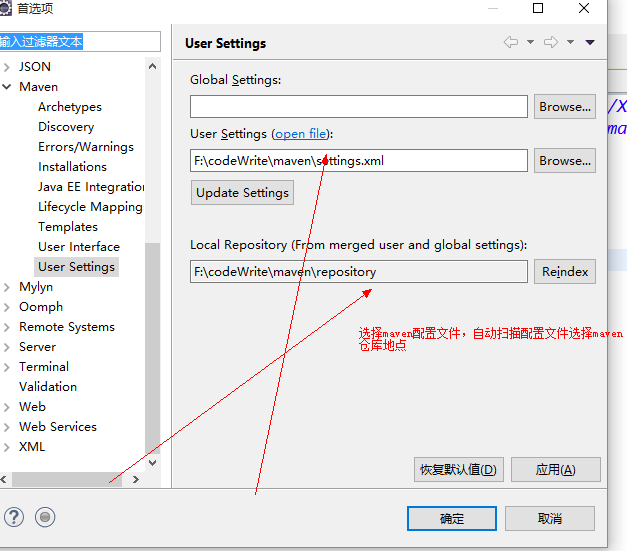 首选项
输入过滤器文本
JSON
Maven
Archetypes
Discovery
Errors/Warnings
Installations
Java EE Integration
Lifecycle Mappings
Templates
User Interface
User Settings
Mylyn
Oomph
Remote Systems
Server
Terminal
Validation
Web
Web Services
XML
User Settings
Global Settings:
Browse...
User Settings (open file):
F:\codeWrite\maven\settings.xml
Browse...
Update Settings
Local Repository (From merged user and global settings):
F:\codeWrite\maven\repository
Reindex
选择maven配置文件，自动扫描配置文件选择maven
仓库地点
恢复默认值(D)
应用(A)
确定
取消
/X
ma